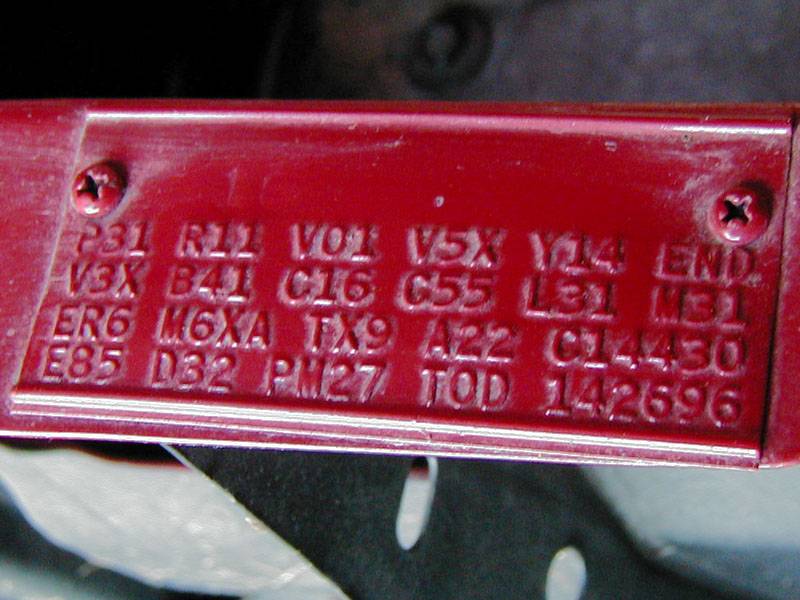 P31 R11 V01 V5X Y14 END
V3X B41 C16 C55 L31 M31
ER6 M6XA TX9 A22 C14430
E85 D32 PM27 TOD 142696